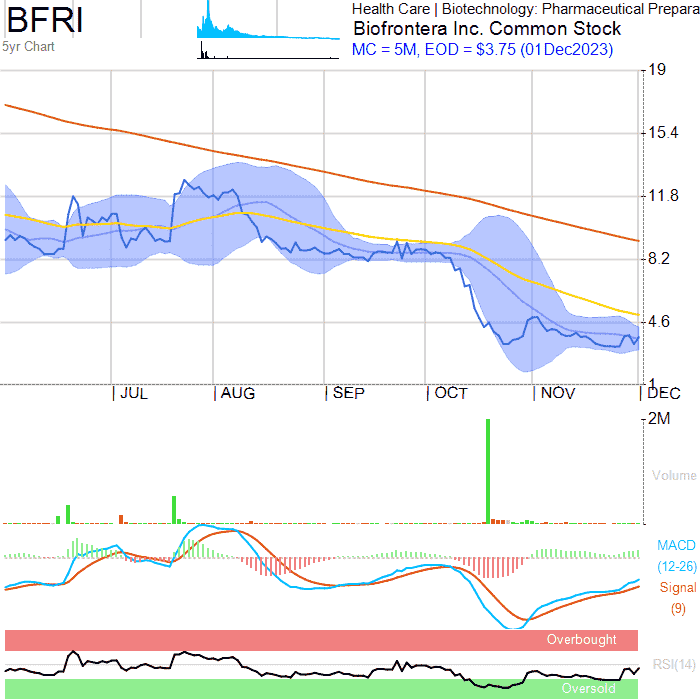 BFRI
5yr Chart
Health Care | Biotechnology: Pharmaceutical Prepara
Biofrontera Inc. Common Stock
MC = 5M, EOD = $3.75 (01Dec2023)
19
15.4
11.8
8.2
4.6
1
JUL AUG SEP OCT NOV DEC
2M
Volume
MACD
(12-26)
Signal
(9)
Overbought
RSI(14)
Oversold